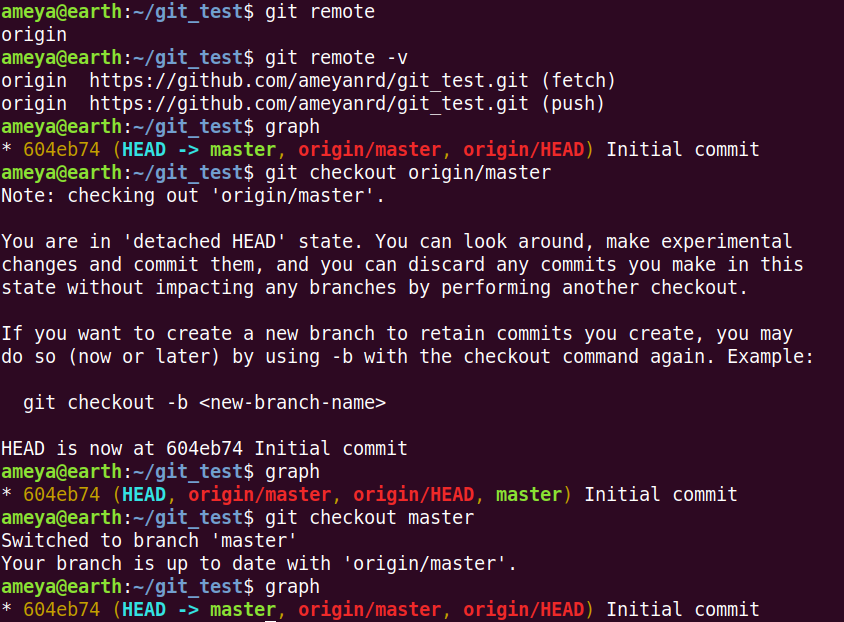 ameya@earth:~/git_test$ git remote
origin
ameya@earth:~/git_test$ git remote -v
origin  https://github.com/ameyanrd/git_test.git (fetch)
origin  https://github.com/ameyanrd/git_test.git (push)
ameya@earth:~/git_test$ graph
* 604eb74 (HEAD -> master, origin/master, origin/HEAD) Initial commit
ameya@earth:~/git_test$ git checkout origin/master
Note: checking out 'origin/master'.

You are in 'detached HEAD' state. You can look around, make experimental
changes and commit them, and you can discard any commits you make in this
state without impacting any branches by performing another checkout.

If you want to create a new branch to retain commits you create, you may
do so (now or later) by using -b with the checkout command again. Example:

  git checkout -b <new-branch-name>

HEAD is now at 604eb74 Initial commit
ameya@earth:~/git_test$ graph
* 604eb74 (HEAD, origin/master, origin/HEAD, master) Initial commit
ameya@earth:~/git_test$ git checkout master
Switched to branch 'master'
Your branch is up to date with 'origin/master'.
ameya@earth:~/git_test$ graph
* 604eb74 (HEAD -> master, origin/master, origin/HEAD) Initial commit